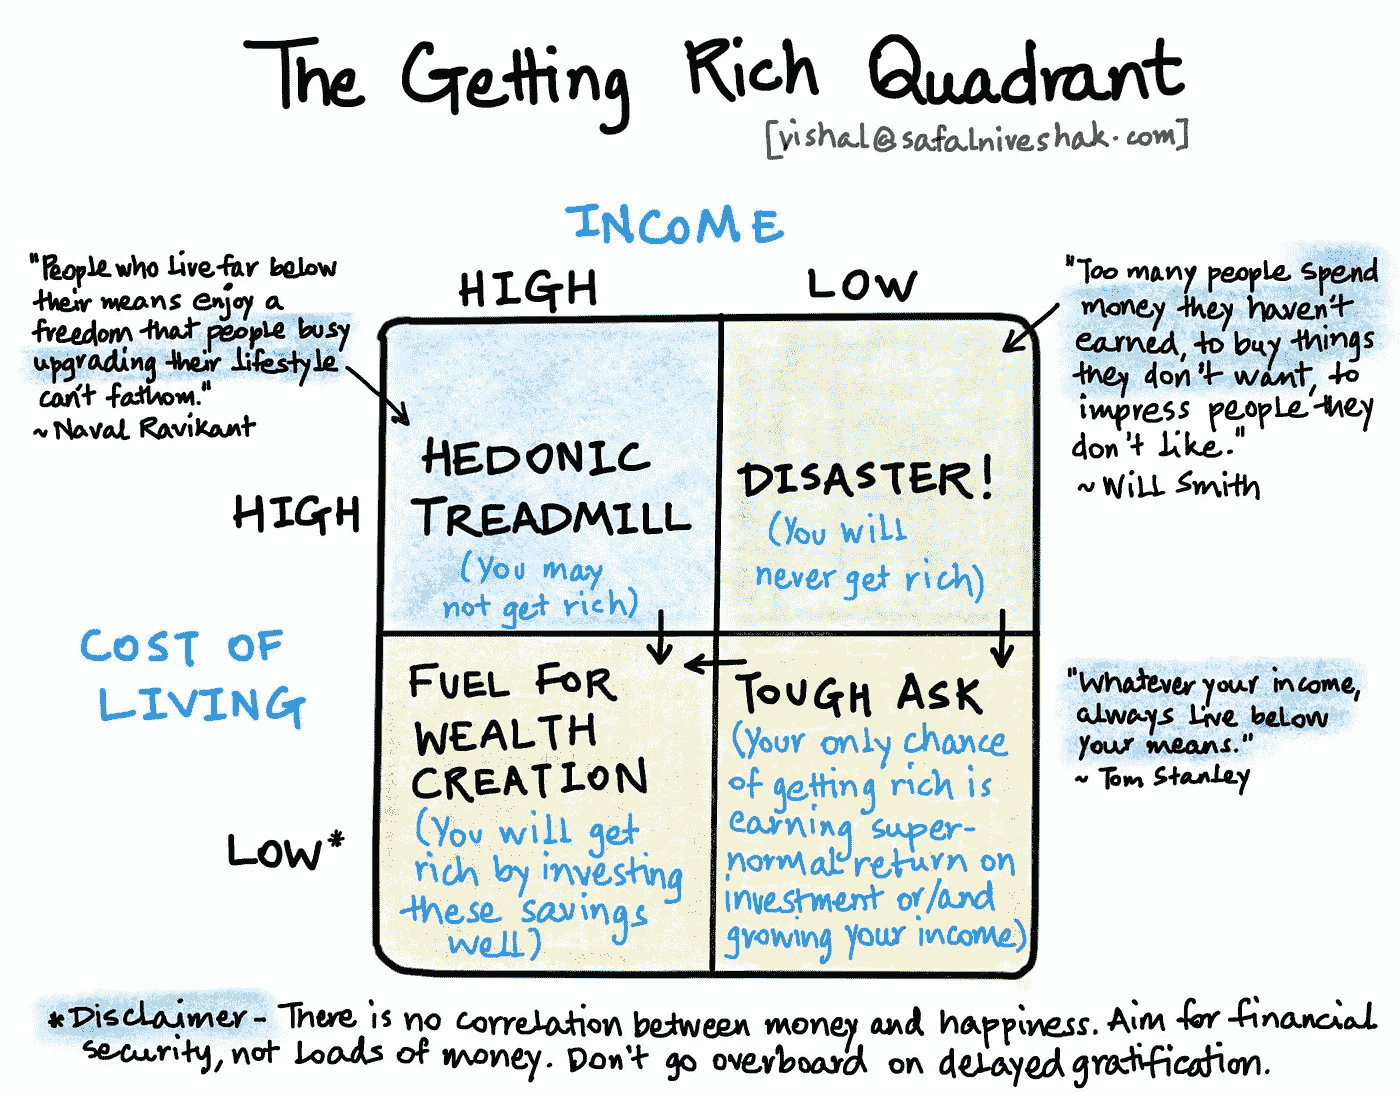 The Getting Rich Quadrant
[vishal@safalniveshak.com]
INCOME
HIGH
LOW
"People who live far below
their means enjoy a
freedom that people busy
upgrading their lifestyle
can't fathom."
~ Naval Ravikant
"Too many people spend
money they haven't
earned, to buy things
they don't want, to
impress people they
don't like."
~ Will Smith
COST OF
LIVING
HIGH
HEDONIC
TREADMILL
(You may
not get rich)
DISASTER!
(You will
never get rich)
LOW*
FUEL FOR
WEALTH
CREATION
(You will get
rich by investing
these savings
well)
TOUGH ASK
(Your only chance
of getting rich is
earning super-
normal return on
investment or/and
growing your income)
"Whatever your income,
always live below
your means."
~ Tom Stanley
*Disclaimer- There is no correlation between money and happiness. Aim for financial
security, not loads of money. Don't go overboard on delayed gratification.